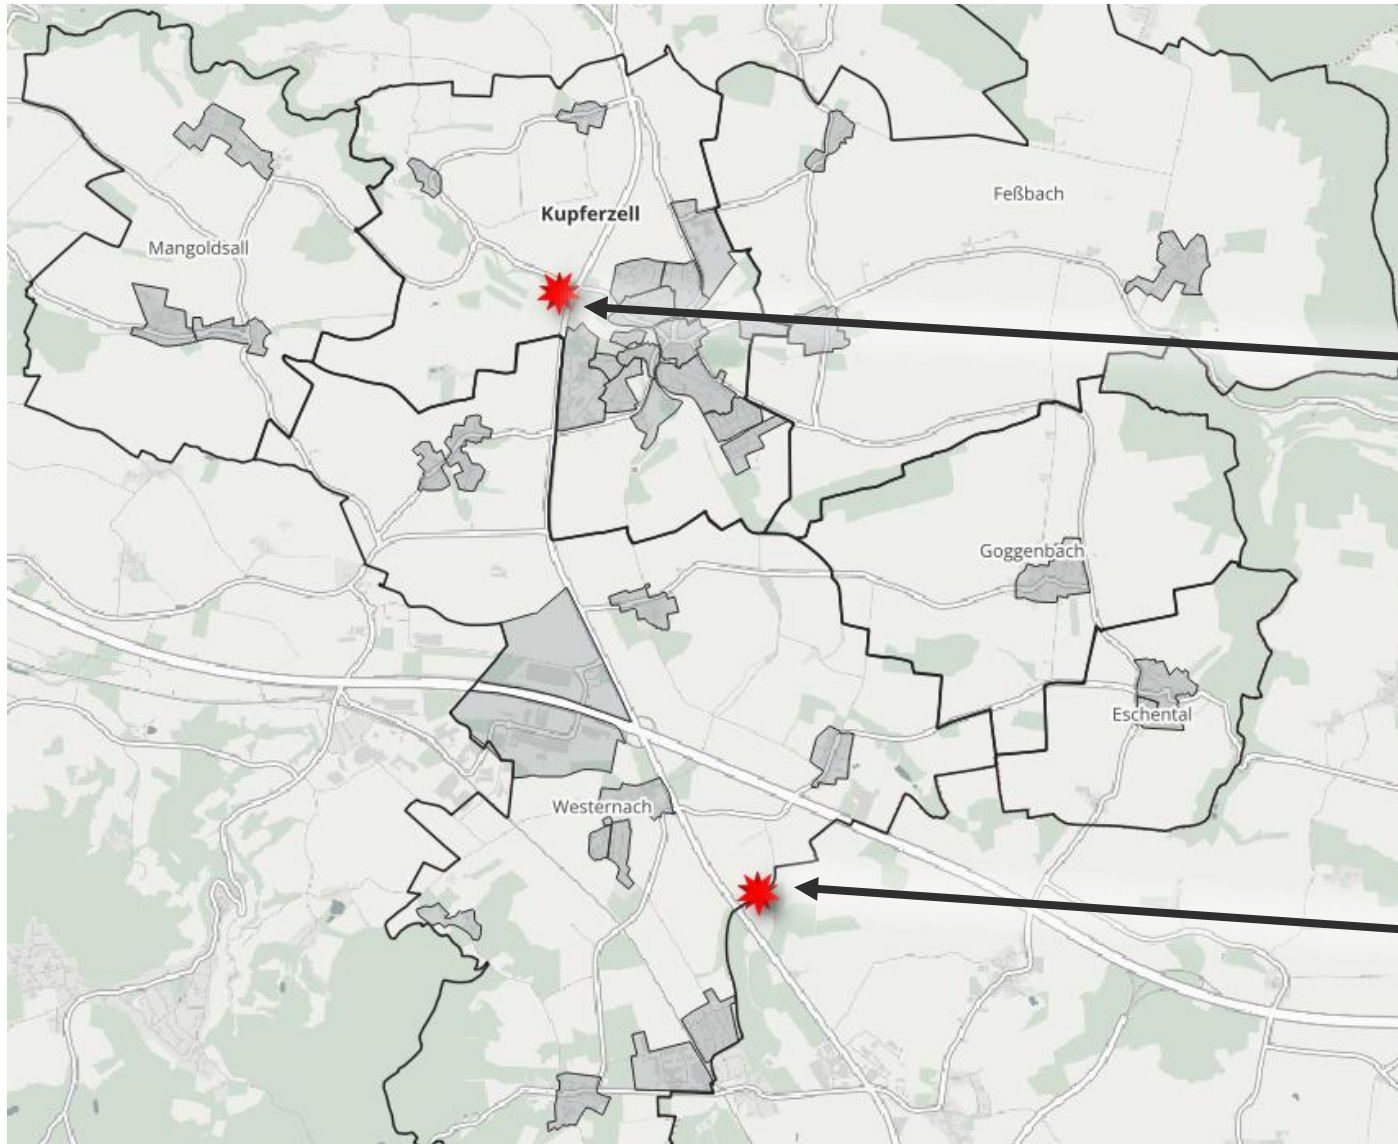 Feßbach
Kupferzell
Mangoldsall
Goggenbach
Eschental
Westernach